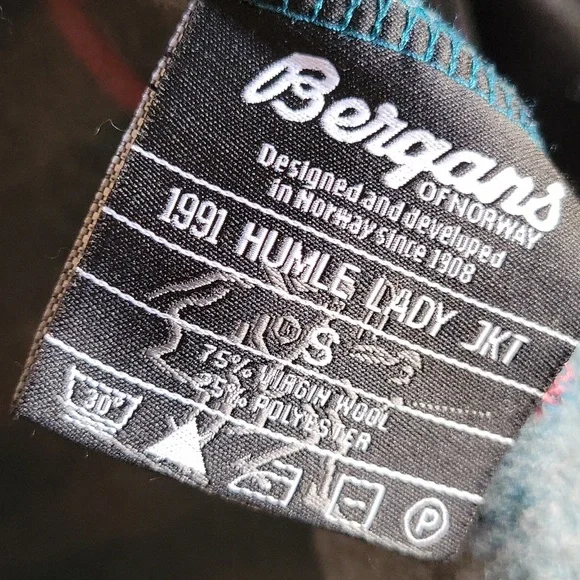 Bergans
OF NORWAY
Designed and developed
in Norway since 1908
1991 HUMLE LADY JKT
S
75% VIRGIN WOOL
25% POLYESTER
30°
P